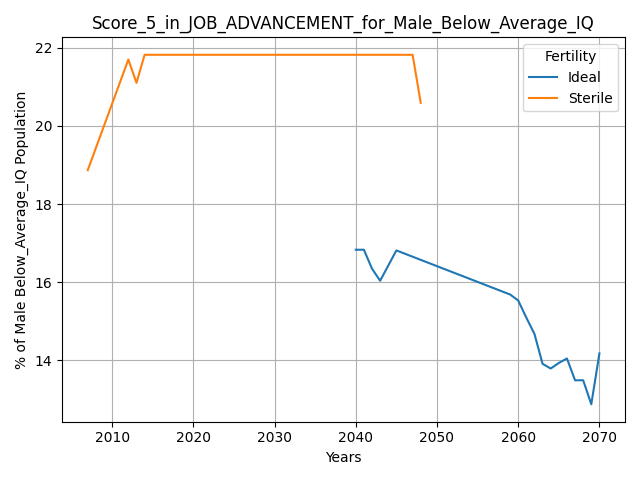 Score_5_in_JOB_ADVANCEMENT_for_Male_Below_Average_IQ
% of Male Below_Average_IQ Population
22
20
18
16
14
Fertility
Ideal
Sterile
2010 2020 2030 2040 2050 2060 2070
Years